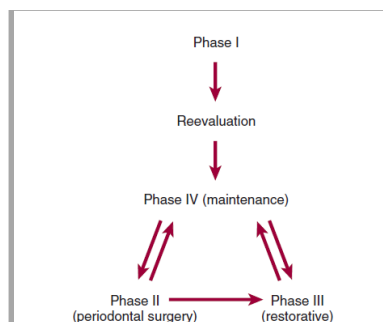 Phase I
Reevaluation
Phase IV (maintenance)
Phase II
(periodontal surgery)
Phase III
(restorative)